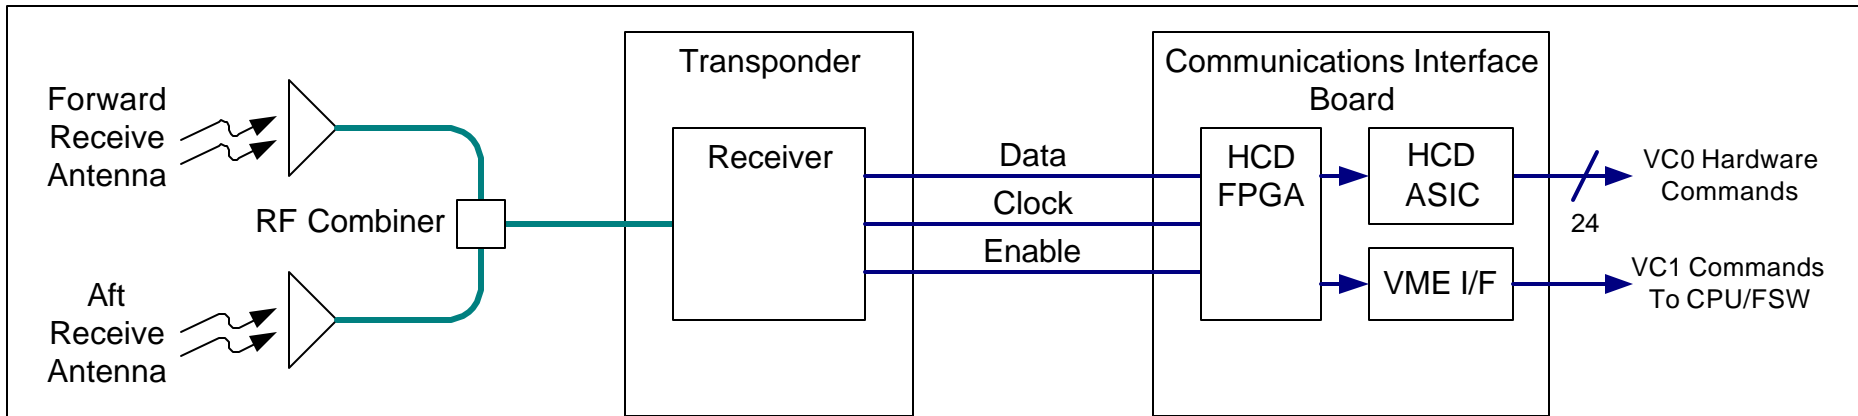 Forward
Receive
Antenna
Aft
Receive
Antenna
RF Combiner
Transponder
Receiver
Data
Clock
Enable
Communications Interface
Board
HCD
FPGA
HCD
ASIC
VME I/F
24
VC0 Hardware
Commands
VC1 Commands
To CPU/FSW